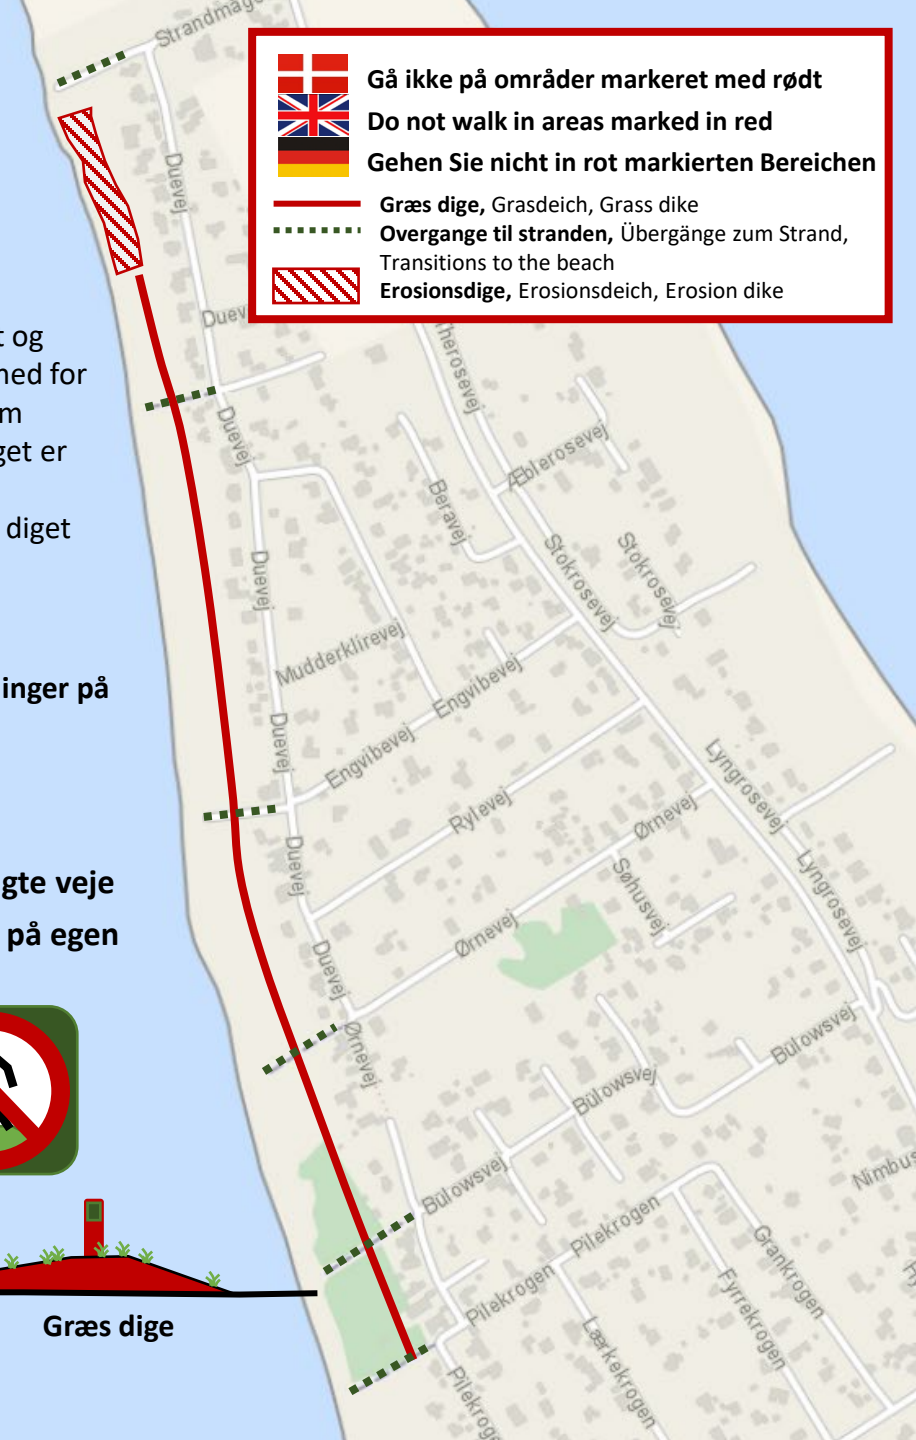 Gå ikke på områder markeret med rødt
Do not walk in areas marked in red
Gehen Sie nicht in rot markierten Bereichen
Græs dige, Grasdeich, Grass dike
Overgange til stranden, Übergänge zum Strand,
Transitions to the beach
Erosionsdige, Erosionsdeich, Erosion dike
Strandmåge
Duevej
Duev
t og
ned for
m
get er
diget
inger på
gte veje
på egen
Græs dige
Therosevej
Æblerosevej
Beravej
Stokrosevej
Stokrosevej
Duevej
Duevej
Mudderklirevej
Engvibevej
Engvibevej
Duevej
Rylevej
Ørnevej
Lyngrosevej
Lyngrosevej
Søhusvej
Duevej
Ørnevej
Duevej
Ørnevej
Bülowsvej
Bülowsvej
Bülowsvej
Nimbus
Pilekrogen
Pilekrogen
Grankrogen
Fyrrekrogen
Lærkekrogen
Pilekroge